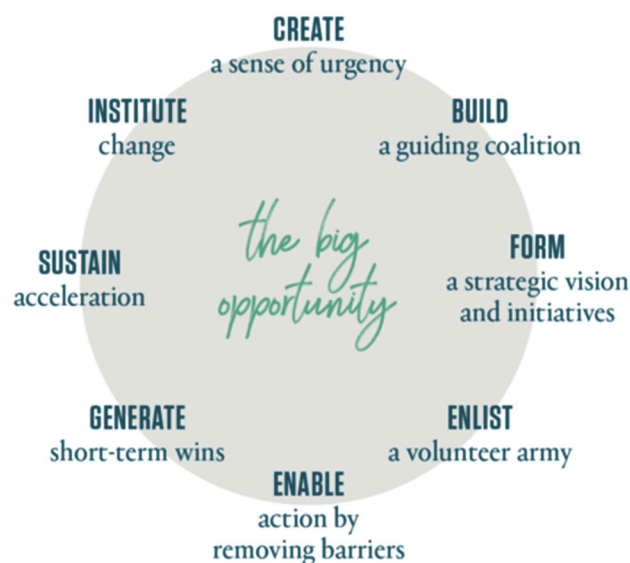 CREATE
a sense of urgency
BUILD
a guiding coalition
FORM
a strategic vision
and initiatives
ENLIST
a volunteer army
ENABLE
action by
removing barriers
GENERATE
short-term wins
SUSTAIN
acceleration
INSTITUTE
change
the big
opportunity